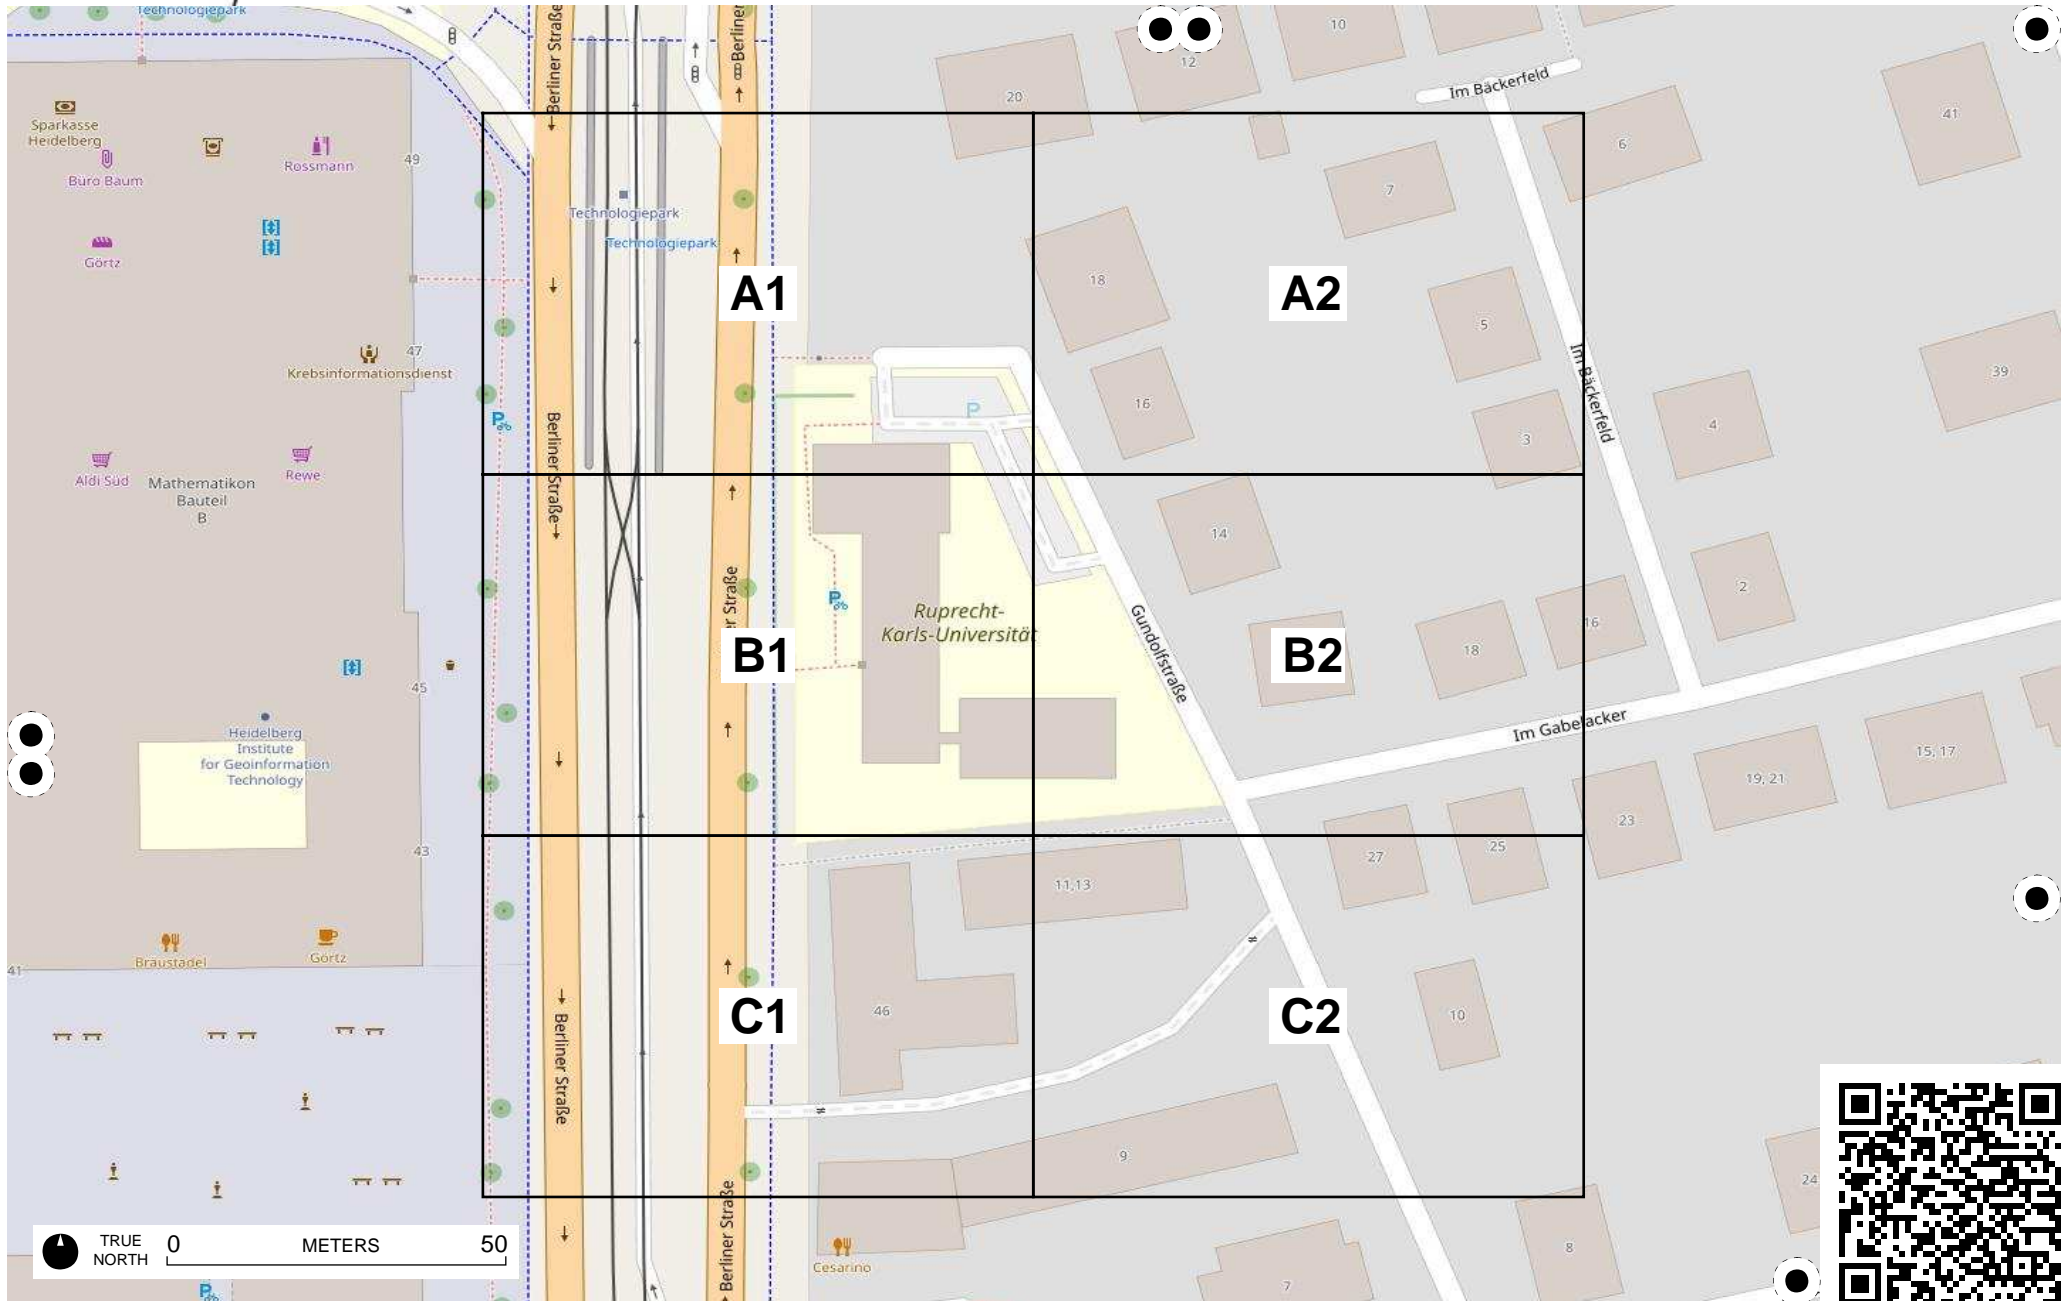 Technologiepark
Berliner Straße
Berliner
10
12
20
Im Bäckerfeld
41
6
Sparkasse
Heidelberg
Büro Baum
Rossmann
49
7
Technologiepark
Technologiepark
Görtz
A1
A2
18
5
47
Krebsinformationsdienst
Im Bäckerfeld
39
16
P
4
3
P
Berliner Straße
Aldi Süd
Rewe
Mathematikon
Bauteil
B
14
2
P
Ruprecht-
Karls-Universität
er Straße
B1
B2
Gundolfstraße
16
18
45
Heidelberg
Institute
for Geoinformation
Technology
Im Gabelacker
15, 17
19, 21
23
25
27
43
11,13
Bräustadel
Görtz
41
Berliner Straße
C1
C2
46
10
9
24
TRUE
NORTH
0
METERS
50
Berliner Straße
Cesarino
8
7
P